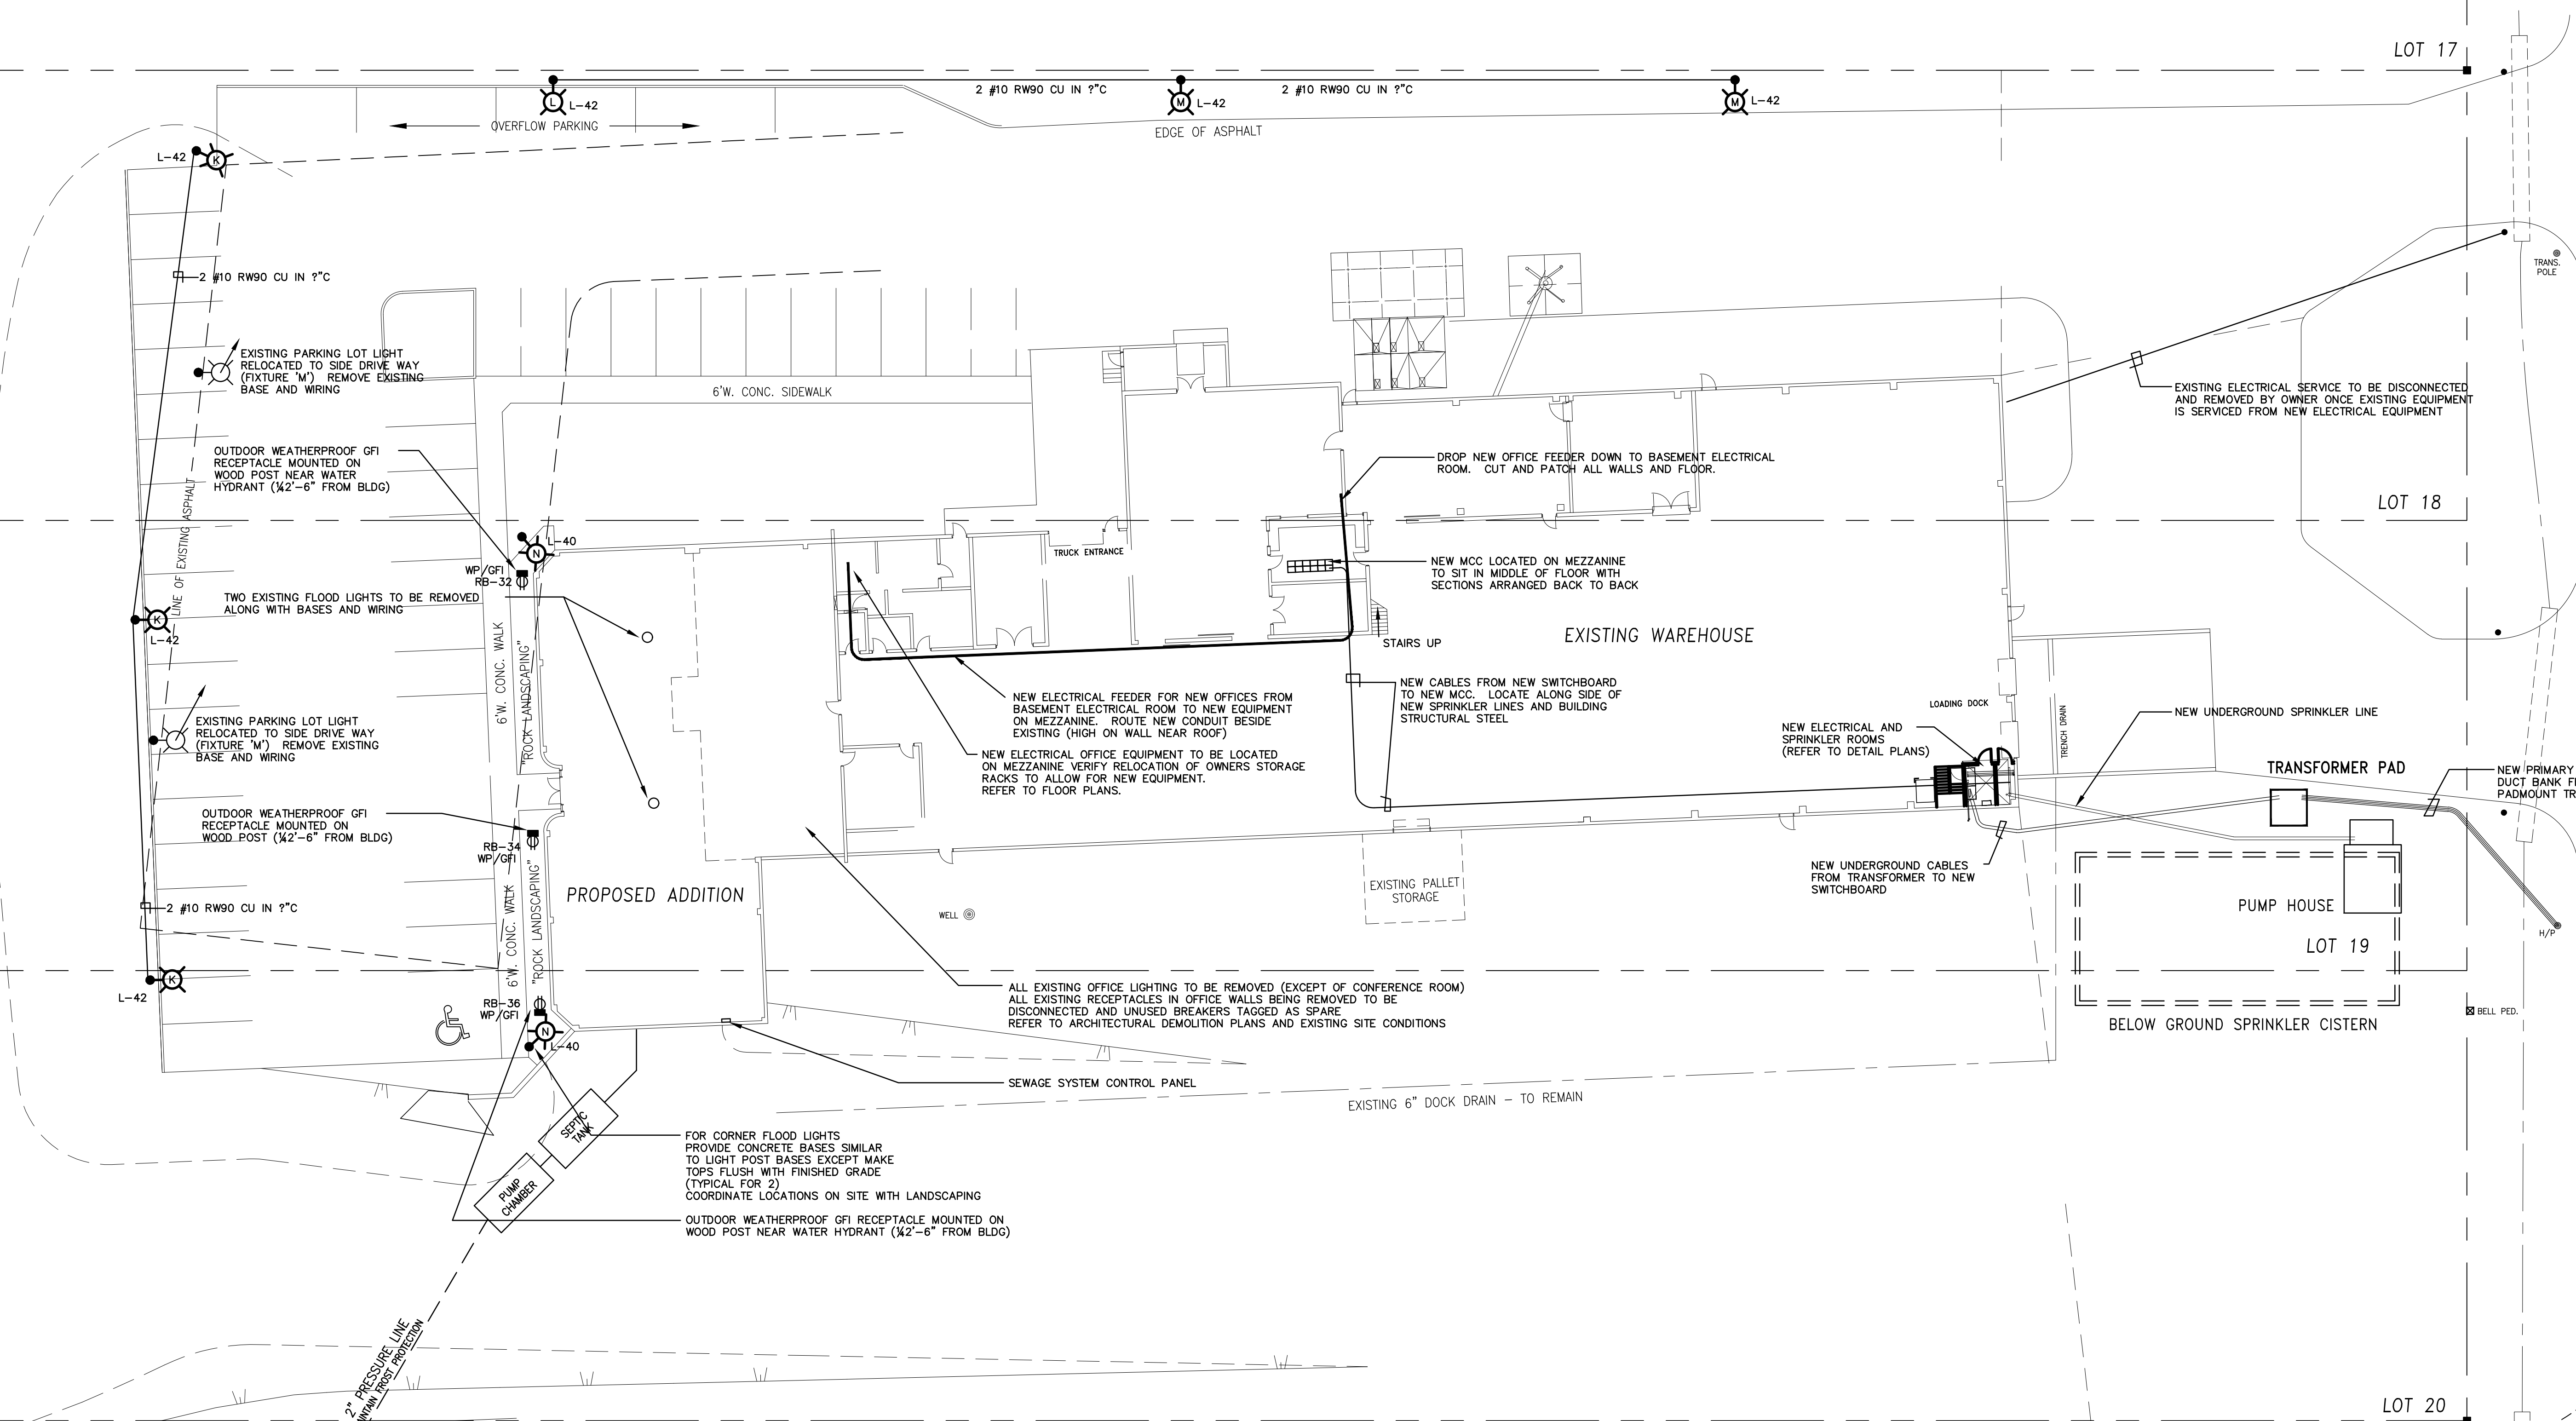 LOT 17
2 #10 RW90 CU IN ?"C
2 #10 RW90 CU IN ?"C
L
L-42
M
L-42
M
L-42
OVERFLOW PARKING
EDGE OF ASPHALT
L-42
K
2 #10 RW90 CU IN ?"C
TRANS.
POLE
EXISTING PARKING LOT LIGHT
RELOCATED TO SIDE DRIVE WAY
(FIXTURE 'M') REMOVE EXISTING
BASE AND WIRING
6'W. CONC. SIDEWALK
EXISTING ELECTRICAL SERVICE TO BE DISCONNECTED
AND REMOVED BY OWNER ONCE EXISTING EQUIPMENT
IS SERVICED FROM NEW ELECTRICAL EQUIPMENT
OUTDOOR WEATHERPROOF GFI
RECEPTACLE MOUNTED ON
WOOD POST NEAR WATER
HYDRANT (¼2'-6" FROM BLDG)
DROP NEW OFFICE FEEDER DOWN TO BASEMENT ELECTRICAL
ROOM. CUT AND PATCH ALL WALLS AND FLOOR.
LINE OF EXISTING ASPHALT
LOT 18
N
L-40
TRUCK ENTRANCE
WP/GFI
RB-32
NEW MCC LOCATED ON MEZZANINE
TO SIT IN MIDDLE OF FLOOR WITH
SECTIONS ARRANGED BACK TO BACK
TWO EXISTING FLOOD LIGHTS TO BE REMOVED
ALONG WITH BASES AND WIRING
K
L-42
STAIRS UP
EXISTING WAREHOUSE
6'W. CONC. WALK
"ROCK LANDSCAPING"
NEW ELECTRICAL FEEDER FOR NEW OFFICES FROM
BASEMENT ELECTRICAL ROOM TO NEW EQUIPMENT
ON MEZZANINE. ROUTE NEW CONDUIT BESIDE
EXISTING (HIGH ON WALL NEAR ROOF)
NEW CABLES FROM NEW SWITCHBOARD
TO NEW MCC. LOCATE ALONG SIDE OF
NEW SPRINKLER LINES AND BUILDING
STRUCTURAL STEEL
LOADING DOCK
TRENCH DRAIN
NEW UNDERGROUND SPRINKLER LINE
EXISTING PARKING LOT LIGHT
RELOCATED TO SIDE DRIVE WAY
(FIXTURE 'M') REMOVE EXISTING
BASE AND WIRING
NEW ELECTRICAL AND
SPRINKLER ROOMS
(REFER TO DETAIL PLANS)
NEW ELECTRICAL OFFICE EQUIPMENT TO BE LOCATED
ON MEZZANINE VERIFY RELOCATION OF OWNERS STORAGE
RACKS TO ALLOW FOR NEW EQUIPMENT.
REFER TO FLOOR PLANS.
TRANSFORMER PAD
NEW PRIMARY
DUCT BANK F
PADMOUNT TR
OUTDOOR WEATHERPROOF GFI
RECEPTACLE MOUNTED ON
WOOD POST (¼2'-6" FROM BLDG)
RB-34
WP/GFI
NEW UNDERGROUND CABLES
FROM TRANSFORMER TO NEW
SWITCHBOARD
PROPOSED ADDITION
EXISTING PALLET
STORAGE
2 #10 RW90 CU IN ?"C
WELL
PUMP HOUSE
H/P
6'W. CONC. WALK
"ROCK LANDSCAPING"
LOT 19
K
L-42
ALL EXISTING OFFICE LIGHTING TO BE REMOVED (EXCEPT OF CONFERENCE ROOM)
ALL EXISTING RECEPTACLES IN OFFICE WALLS BEING REMOVED TO BE
DISCONNECTED AND UNUSED BREAKERS TAGGED AS SPARE
REFER TO ARCHITECTURAL DEMOLITION PLANS AND EXISTING SITE CONDITIONS
RB-36
WP/GFI
N
L-40
BELL PED.
BELOW GROUND SPRINKLER CISTERN
SEWAGE SYSTEM CONTROL PANEL
EXISTING 6" DOCK DRAIN - TO REMAIN
SEPTIC
TANK
FOR CORNER FLOOD LIGHTS
PROVIDE CONCRETE BASES SIMILAR
TO LIGHT POST BASES EXCEPT MAKE
TOPS FLUSH WITH FINISHED GRADE
(TYPICAL FOR 2)
COORDINATE LOCATIONS ON SITE WITH LANDSCAPING
PUMP
CHAMBER
OUTDOOR WEATHERPROOF GFI RECEPTACLE MOUNTED ON
WOOD POST NEAR WATER HYDRANT (¼2'-6" FROM BLDG)
2" PRESSURE LINE
INTAIN FROST PROTECTION
LOT 20